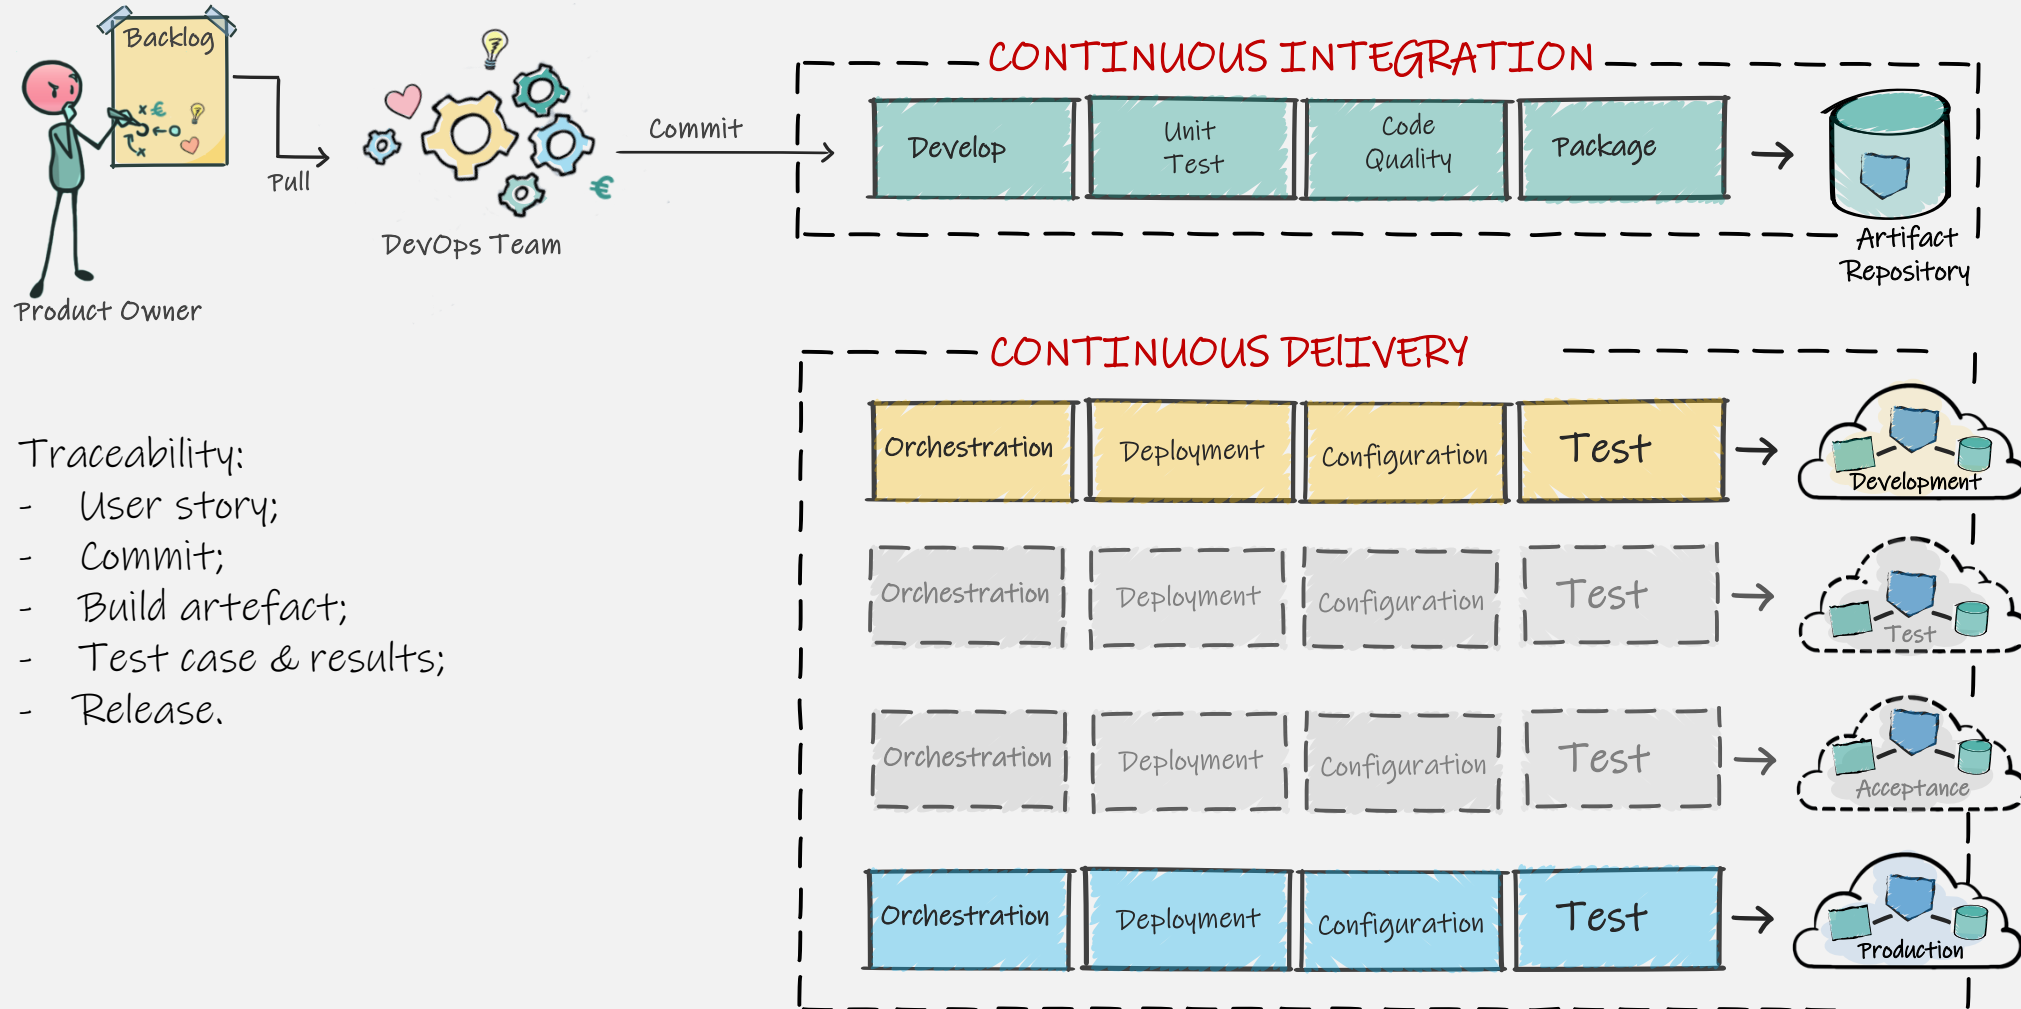 Backlog
Pull
Product Owner
DevOps Team
Commit
CONTINUOUS INTEGRATION
Develop
Unit
Test
Code
Quality
Package
Artifact
Repository
Traceability:
- User story;
- Commit;
- Build artefact;
- Test case & results;
- Release.
CONTINUOUS DElIVERY
Orchestration
Deployment
Configuration
Test
Development
Orchestration
Deployment
Configuration
Test
Test
Orchestration
Deployment
Configuration
Test
Acceptance
Orchestration
Deployment
Configuration
Test
Production